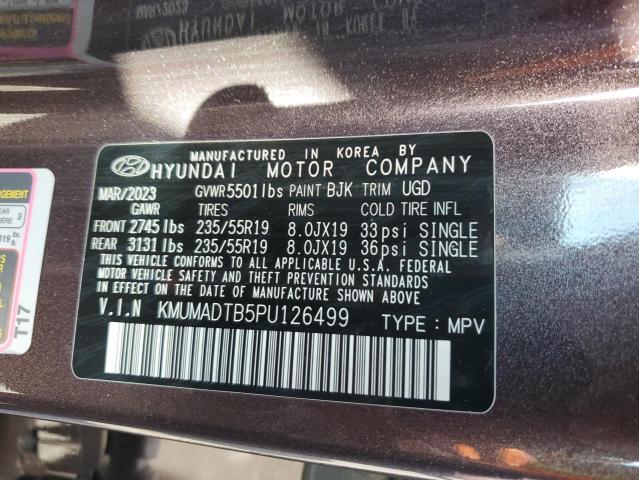 MANUFACTURED IN KOREA BY
HYUNDAI MOTOR COMPANY
MAR/2023 GVWR 5501 lbs PAINT BJK TRIM UGD
GAWR TIRES RIMS COLD TIRE INFL
FRONT 2745 lbs 235/55R19 8.0JX19 33psi SINGLE
REAR 3131 lbs 235/55R19 8.0JX19 36psi SINGLE
THIS VEHICLE CONFORMS TO ALL APPLICABLE U.S.A. FEDERAL
MOTOR VEHICLE SAFETY AND THEFT PREVENTION STANDARDS
IN EFFECT ON THE DATE OF MANUFACTURE SHOWN ABOVE.
V.I.N KMUMADTB5PU126499 TYPE : MPV
T17